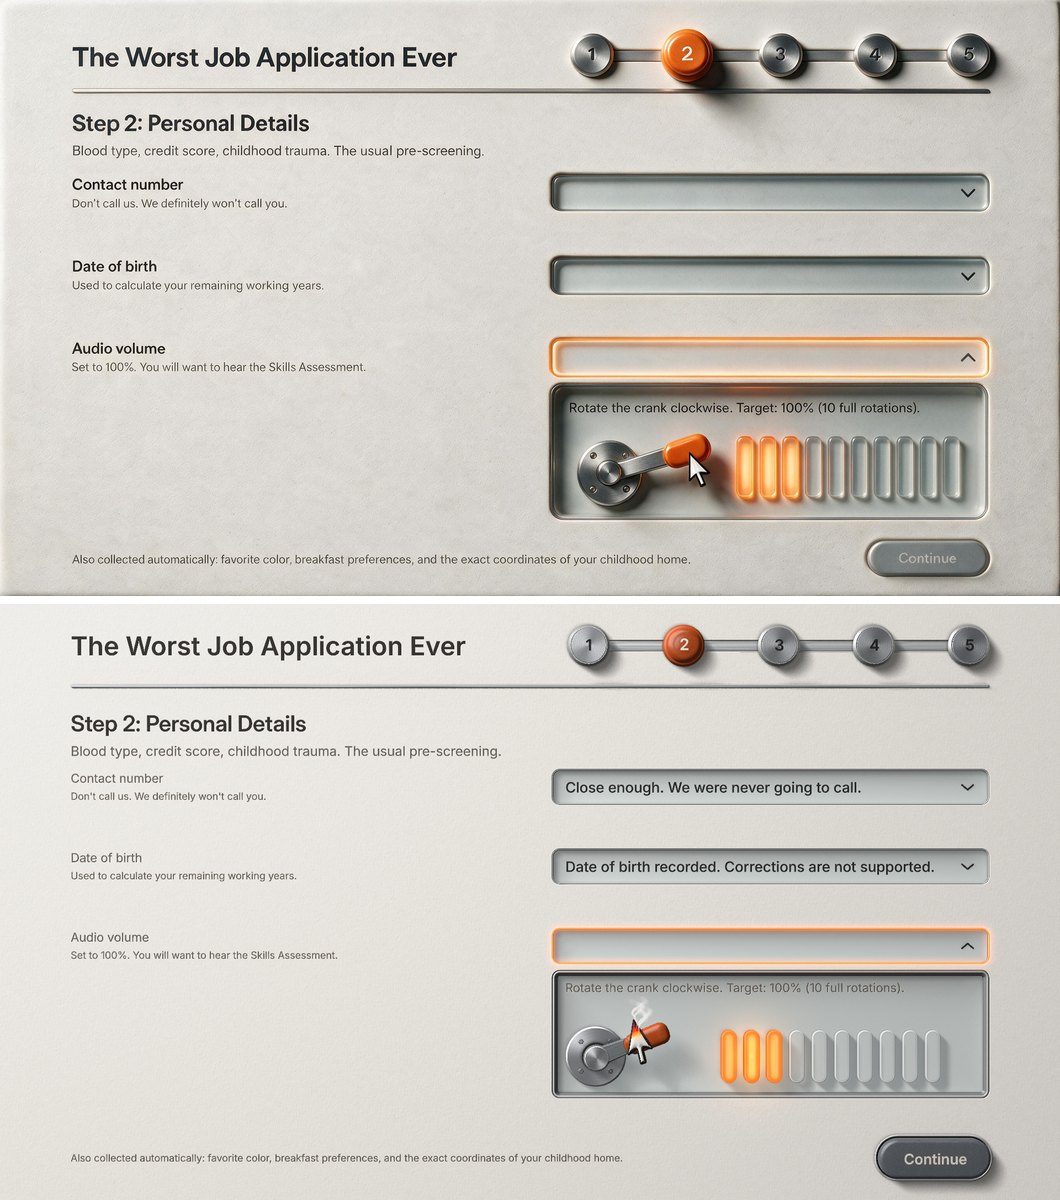 The Worst Job Application Ever
1 2 3 4 5
Step 2: Personal Details
Blood type, credit score, childhood trauma. The usual pre-screening.
Contact number
Don't call us. We definitely won't call you.
Date of birth
Used to calculate your remaining working years.
Audio volume
Set to 100%. You will want to hear the Skills Assessment.
Rotate the crank clockwise. Target: 100% (10 full rotations).
Also collected automatically: favorite color, breakfast preferences, and the exact coordinates of your childhood home.
Continue
The Worst Job Application Ever
1 2 3 4 5
Step 2: Personal Details
Blood type, credit score, childhood trauma. The usual pre-screening.
Contact number
Don't call us. We definitely won't call you.
Close enough. We were never going to call.
Date of birth
Used to calculate your remaining working years.
Date of birth recorded. Corrections are not supported.
Audio volume
Set to 100%. You will want to hear the Skills Assessment.
Rotate the crank clockwise. Target: 100% (10 full rotations).
Also collected automatically: favorite color, breakfast preferences, and the exact coordinates of your childhood home.
Continue